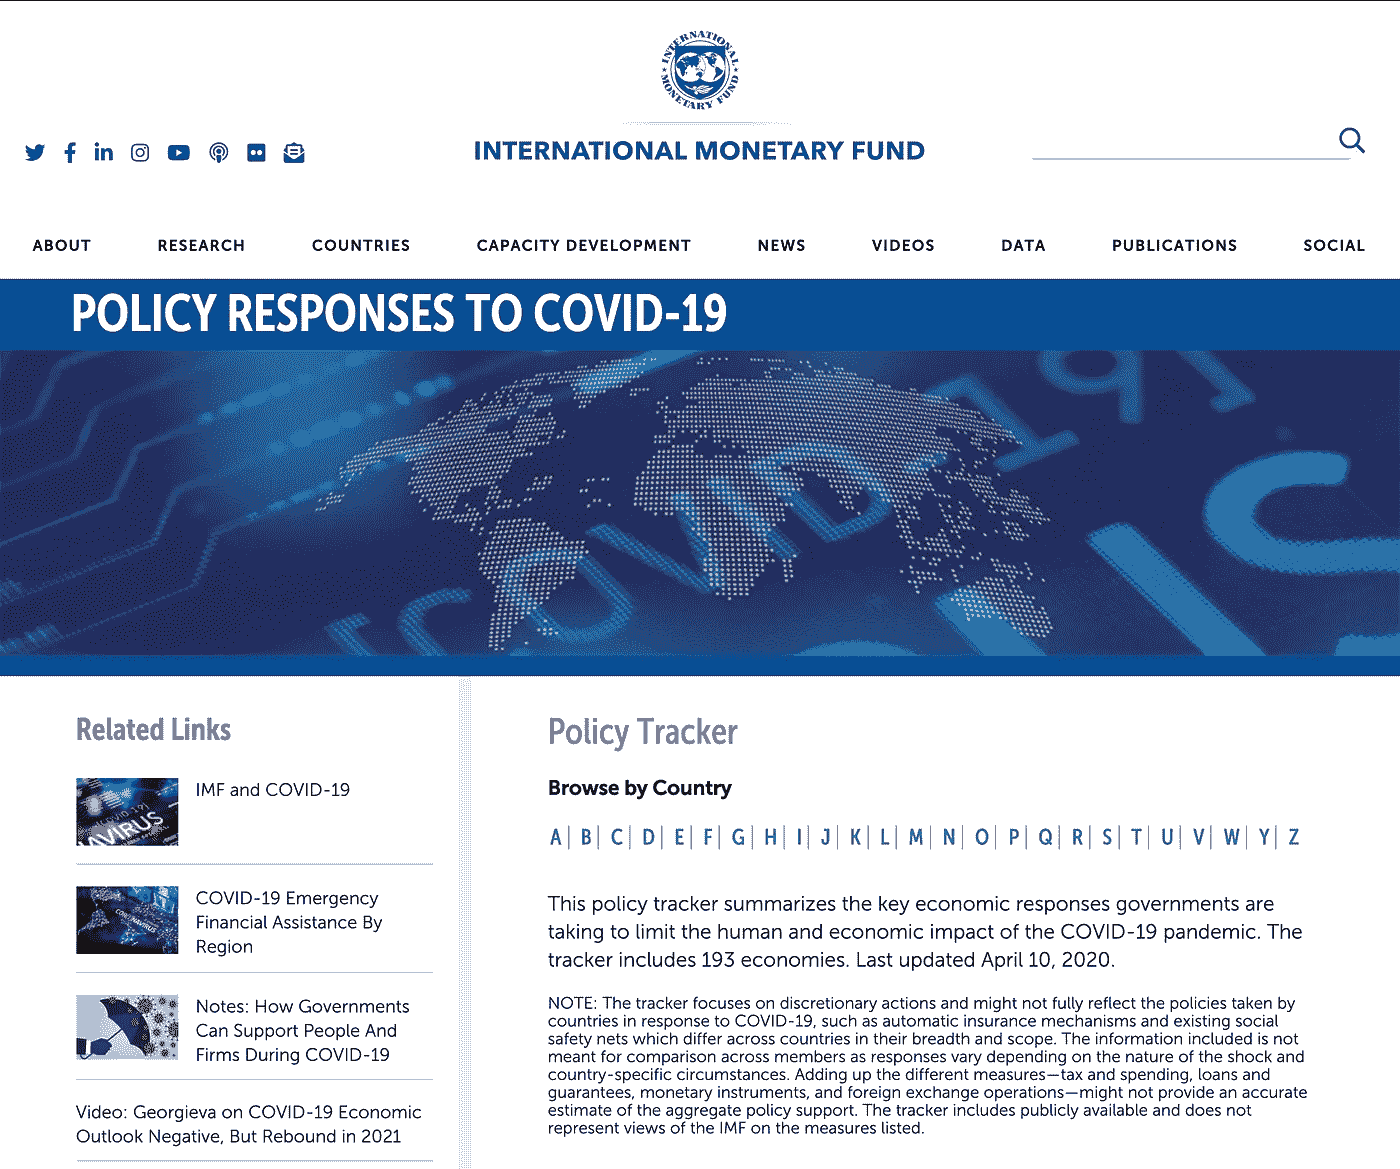 INTERNATIONAL
MONETARY FUND
INTERNATIONAL MONETARY FUND
ABOUT RESEARCH COUNTRIES CAPACITY DEVELOPMENT NEWS VIDEOS DATA PUBLICATIONS SOCIAL
POLICY RESPONSES TO COVID-19
COVID-19
Related Links
IMF and COVID-19
COVID-19 Emergency
Financial Assistance By
Region
Notes: How Governments
Can Support People And
Firms During COVID-19
Video: Georgieva on COVID-19 Economic
Outlook Negative, But Rebound in 2021
Policy Tracker
Browse by Country
A| B| C| D| E| F| G| H| I| J| K| L| M| N| O| P| Q| R| S| T| U| V| W| Y| Z
This policy tracker summarizes the key economic responses governments are
taking to limit the human and economic impact of the COVID-19 pandemic. The
tracker includes 193 economies. Last updated April 10, 2020.
NOTE: The tracker focuses on discretionary actions and might not fully reflect the policies taken by
countries in response to COVID-19, such as automatic insurance mechanisms and existing social
safety nets which differ across countries in their breadth and scope. The information included is not
meant for comparison across members as responses vary depending on the nature of the shock and
country-specific circumstances. Adding up the different measures—tax and spending, loans and
guarantees, monetary instruments, and foreign exchange operations—might not provide an accurate
estimate of the aggregate policy support. The tracker includes publicly available and does not
represent views of the IMF on the measures listed.